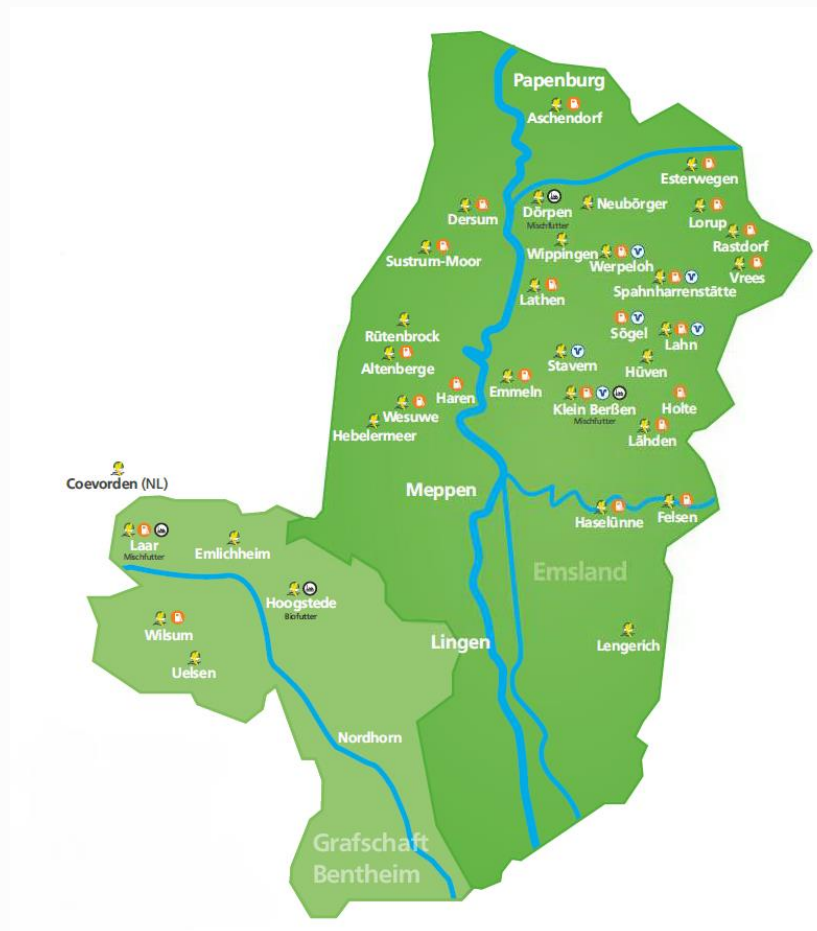 Papenburg
Aschendorf
Esterwegen
Dersum
Dörpen
Mischfutter
Neubörger
Lorup
Rastdorf
Sustrum-Moor
Wippingen
Werpeloh
Vrees
Lathen
Spahnharrenstätte
Rütenbrock
Sögel
Lahn
Altenberge
Stavern
Hüven
Haren
Emmeln
Wesuwe
Klein Berßen
Mischfutter
Holte
Hebelermeer
Lähden
Coevorden (NL)
Meppen
Haselünne
Felsen
Laar
Mischfutter
Emlichheim
Emsland
Hoogstede
Biofutter
Wilsum
Lingen
Lengerich
Uelsen
Nordhorn
Grafschaft
Bentheim